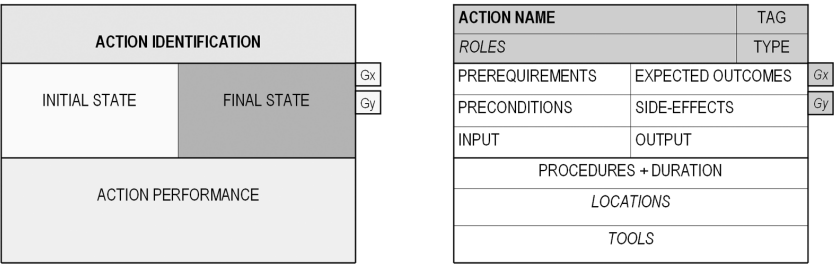 ACTION IDENTIFICATION
Gx
INITIAL STATE FINAL STATE
Gy
ACTION PERFORMANCE
ACTION NAME TAG
ROLES TYPE
PREREQUIREMENTS EXPECTED OUTCOMES Gx
PRECONDITIONS SIDE-EFFECTS Gy
INPUT OUTPUT
PROCEDURES + DURATION
LOCATIONS
TOOLS